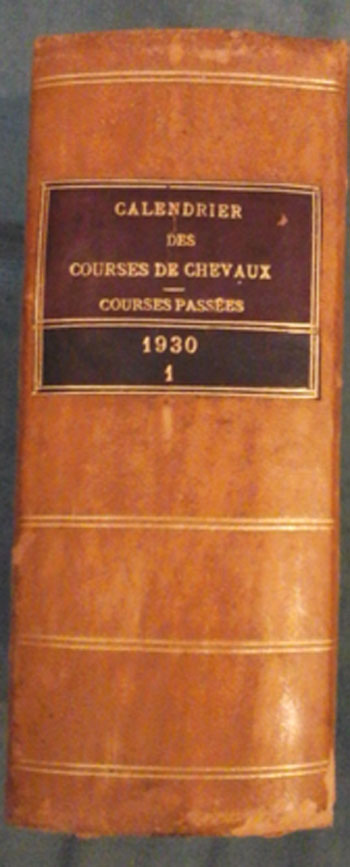 CALENDRIER
DES
COURSES DE CHEVAUX
COURSES PASSÉES
1930
1